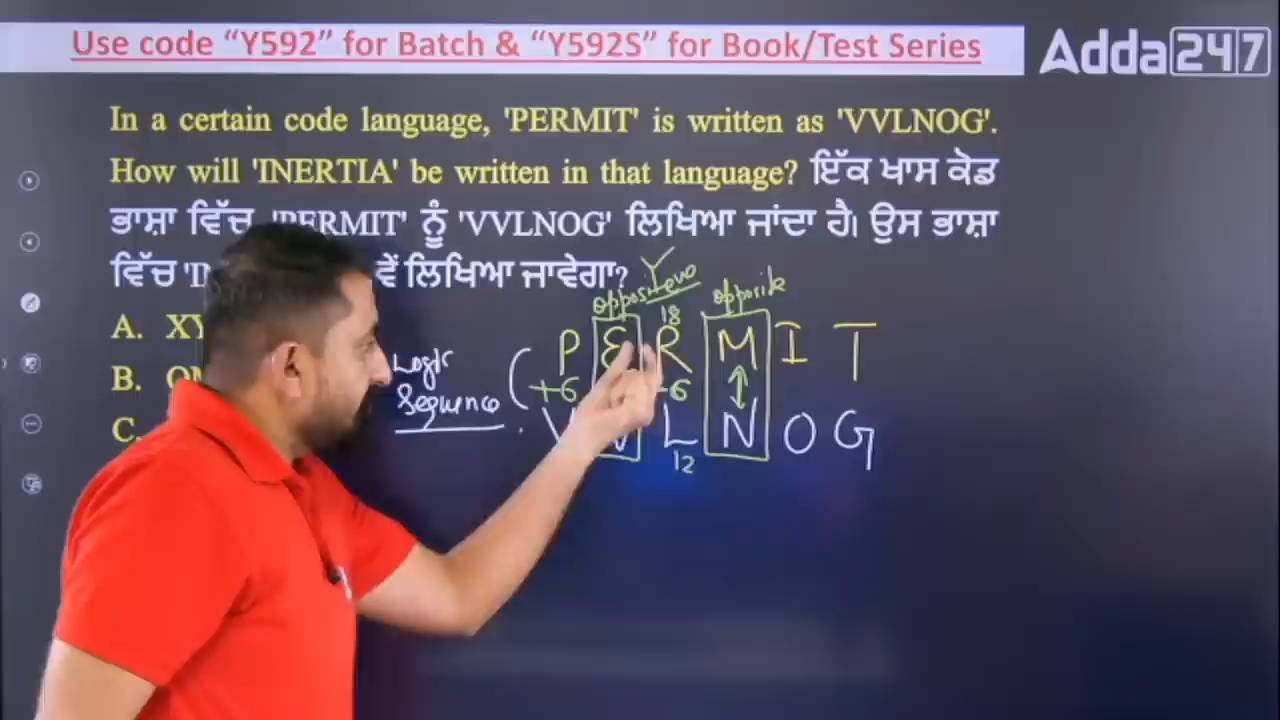 Use code “Y592” for Batch & “Y592S” for Book/Test Series
Adda247
In a certain code language, 'PERMIT' is written as 'VVLNOG'.
How will 'INERTIA' be written in that language? ਇੱਕ ਖਾਸ ਕੋਡ
ਭਾਸ਼ਾ ਵਿੱਚ 'PERMIT' ਨੂੰ 'VVLNOG' ਲਿਖਿਆ ਜਾਂਦਾ ਹੈ। ਉਸ ਭਾਸ਼ਾ
ਵਿੱਚ ਲਿਖਿਆ ਜਾਵੇਗਾ?
opposite
18
A.
P E R M I T
Logic
+6 6
B.
Sequence
C.
V L N O G
12